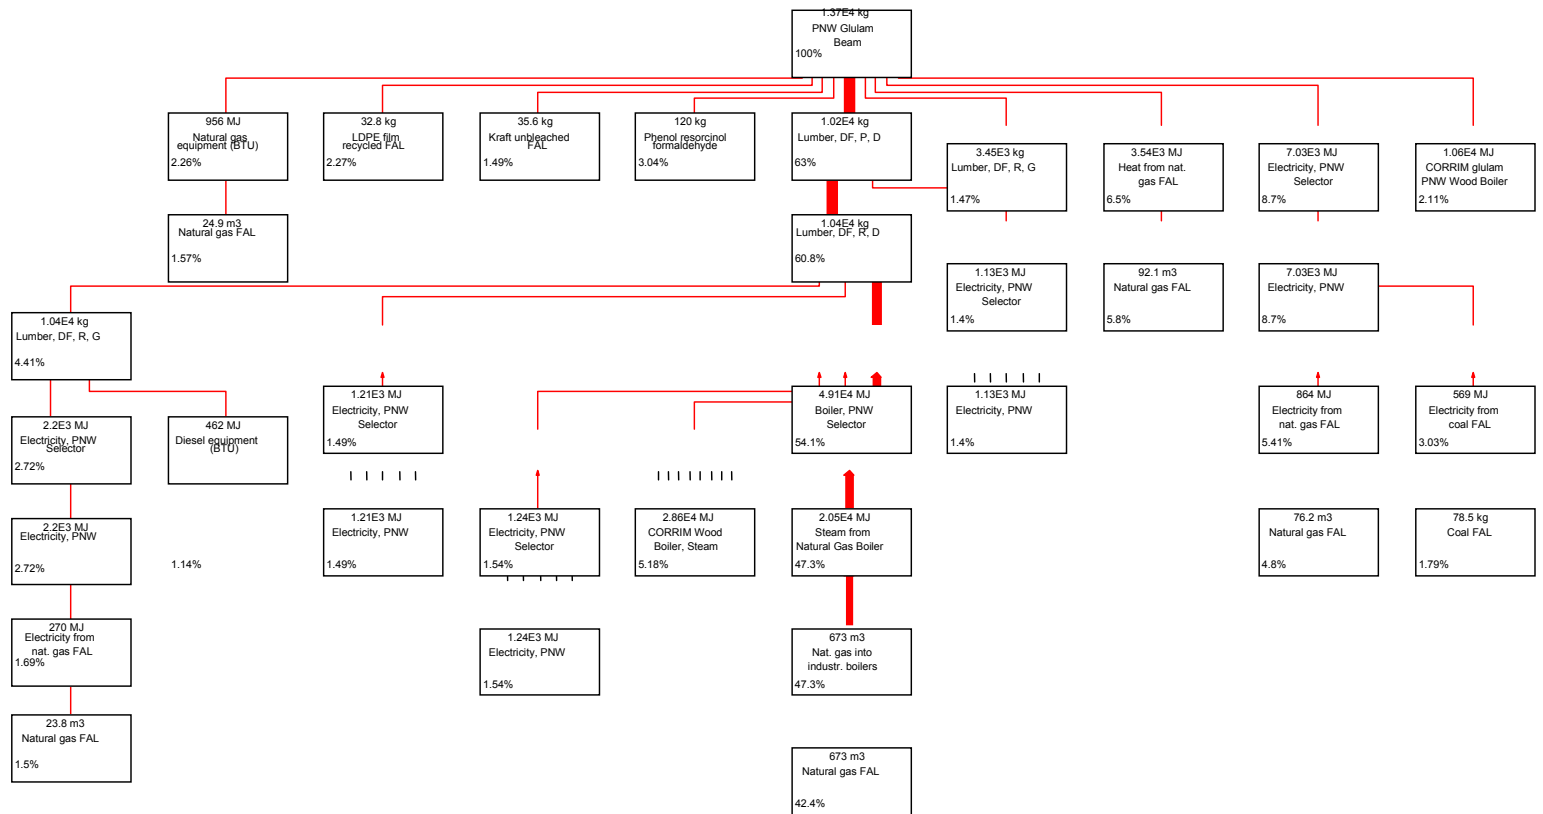 1.37E4 kg
PNW Glulam
Beam
100%
956 MJ
Natural gas
equipment (BTU)
2.26%
32.8 kg
LDPE film
recycled FAL
2.27%
35.6 kg
Kraft unbleached
FAL
1.49%
120 kg
Phenol resorcinol
formaldehyde
3.04%
1.02E4 kg
Lumber, DF, P, D
63%
3.45E3 kg
Lumber, DF, R, G
1.47%
3.54E3 MJ
Heat from nat.
gas FAL
6.5%
7.03E3 MJ
Electricity, PNW
Selector
8.7%
1.06E4 MJ
CORRIM glulam
PNW Wood Boiler
2.11%
24.9 m3
Natural gas FAL
1.57%
1.04E4 kg
Lumber, DF, R, D
60.8%
1.13E3 MJ
Electricity, PNW
Selector
1.4%
92.1 m3
Natural gas FAL
5.8%
7.03E3 MJ
Electricity, PNW
8.7%
1.04E4 kg
Lumber, DF, R, G
4.41%
1.21E3 MJ
Electricity, PNW
Selector
1.49%
4.91E4 MJ
Boiler, PNW
Selector
54.1%
1.13E3 MJ
Electricity, PNW
1.4%
864 MJ
Electricity from
nat. gas FAL
5.41%
569 MJ
Electricity from
coal FAL
3.03%
2.2E3 MJ
Electricity, PNW
Selector
2.72%
462 MJ
Diesel equipment
(BTU)
1.14%
2.2E3 MJ
Electricity, PNW
2.72%
1.21E3 MJ
Electricity, PNW
1.49%
1.24E3 MJ
Electricity, PNW
Selector
1.54%
2.86E4 MJ
CORRIM Wood
Boiler, Steam
5.18%
2.05E4 MJ
Steam from
Natural Gas Boiler
47.3%
76.2 m3
Natural gas FAL
4.8%
78.5 kg
Coal FAL
1.79%
270 MJ
Electricity from
nat. gas FAL
1.69%
1.24E3 MJ
Electricity, PNW
1.54%
673 m3
Nat. gas into
industr. boilers
47.3%
23.8 m3
Natural gas FAL
1.5%
673 m3
Natural gas FAL
42.4%